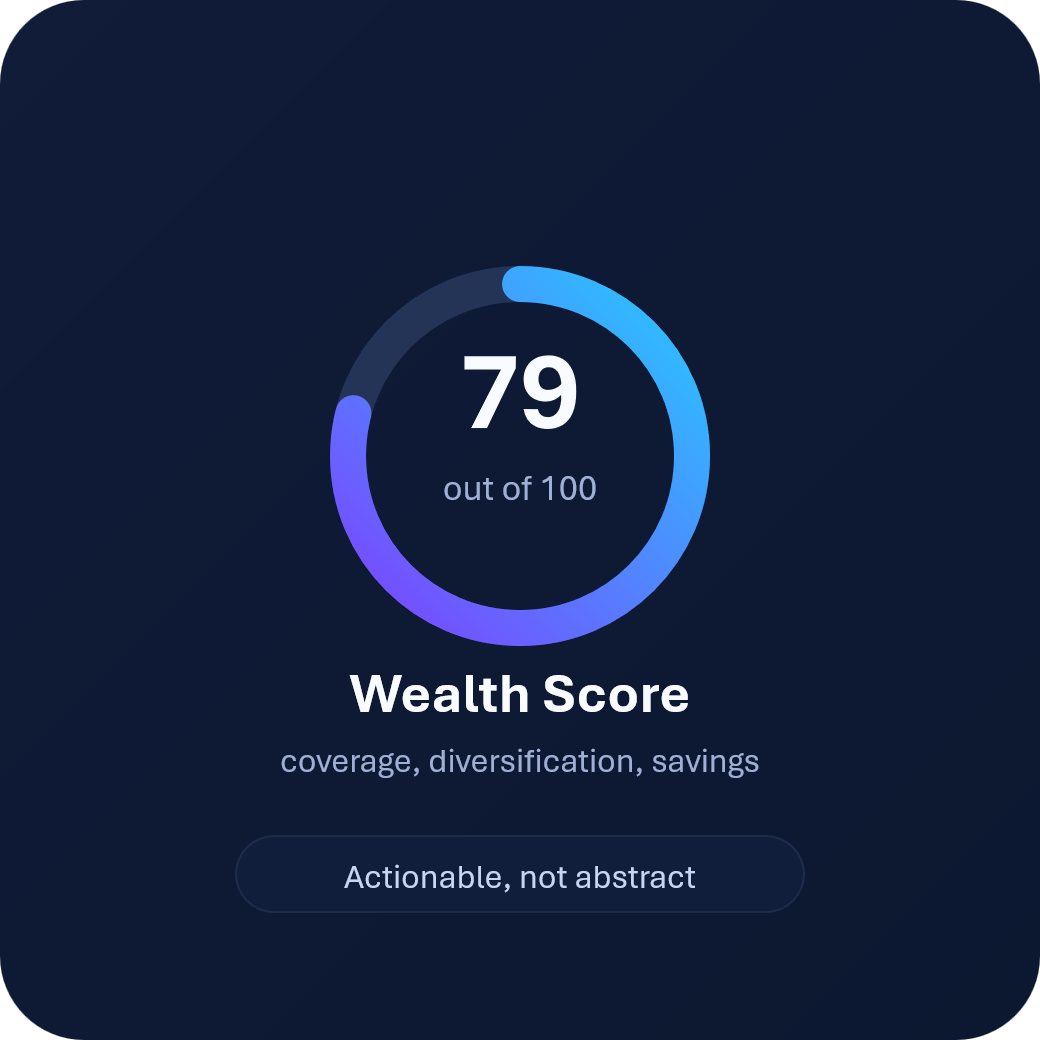 79
out of 100
Wealth Score
coverage, diversification, savings
Actionable, not abstract